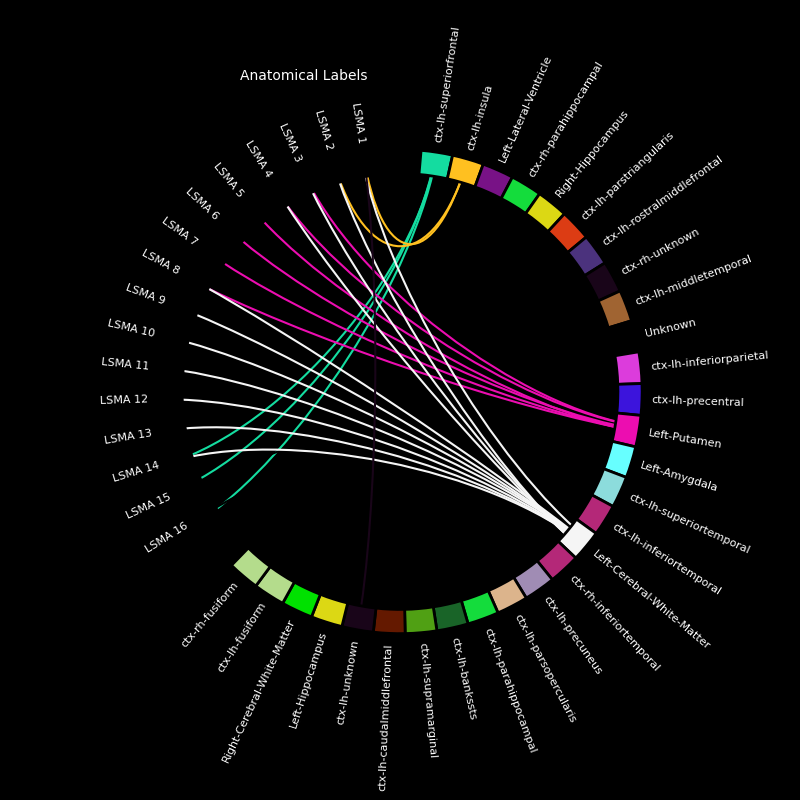 Anatomical Labels
ctx-lh-superiorfrontal
ctx-lh-insula
Left-Lateral-Ventricle
ctx-rh-parahippocampal
Right-Hippocampus
ctx-lh-parstriangularis
ctx-lh-rostralmiddlefrontal
ctx-rh-unknown
ctx-lh-middletemporal
Unknown
ctx-lh-inferiorparietal
ctx-lh-precentral
Left-Putamen
Left-Amygdala
ctx-lh-superiortemporal
ctx-lh-inferiortemporal
Left-Cerebral-White-Matter
ctx-rh-inferiortemporal
ctx-lh-precuneus
ctx-lh-parsopercularis
ctx-lh-parahippocampal
ctx-lh-bankssts
ctx-lh-supramarginal
ctx-lh-caudalmiddlefrontal
ctx-lh-unknown
Left-Hippocampus
Right-Cerebral-White-Matter
ctx-lh-fusiform
ctx-rh-fusiform
LSMA 16
LSMA 15
LSMA 14
LSMA 13
LSMA 12
LSMA 11
LSMA 10
LSMA 9
LSMA 8
LSMA 7
LSMA 6
LSMA 5
LSMA 4
LSMA 3
LSMA 2
LSMA 1